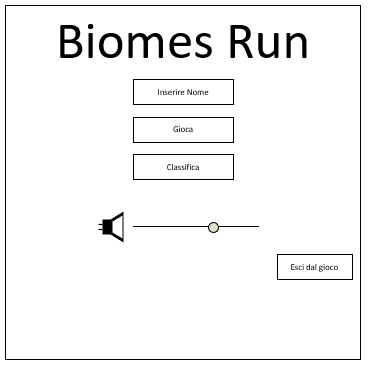 Biomes Run
Inserire Nome
Gioca
Classifica
Esci dal gioco